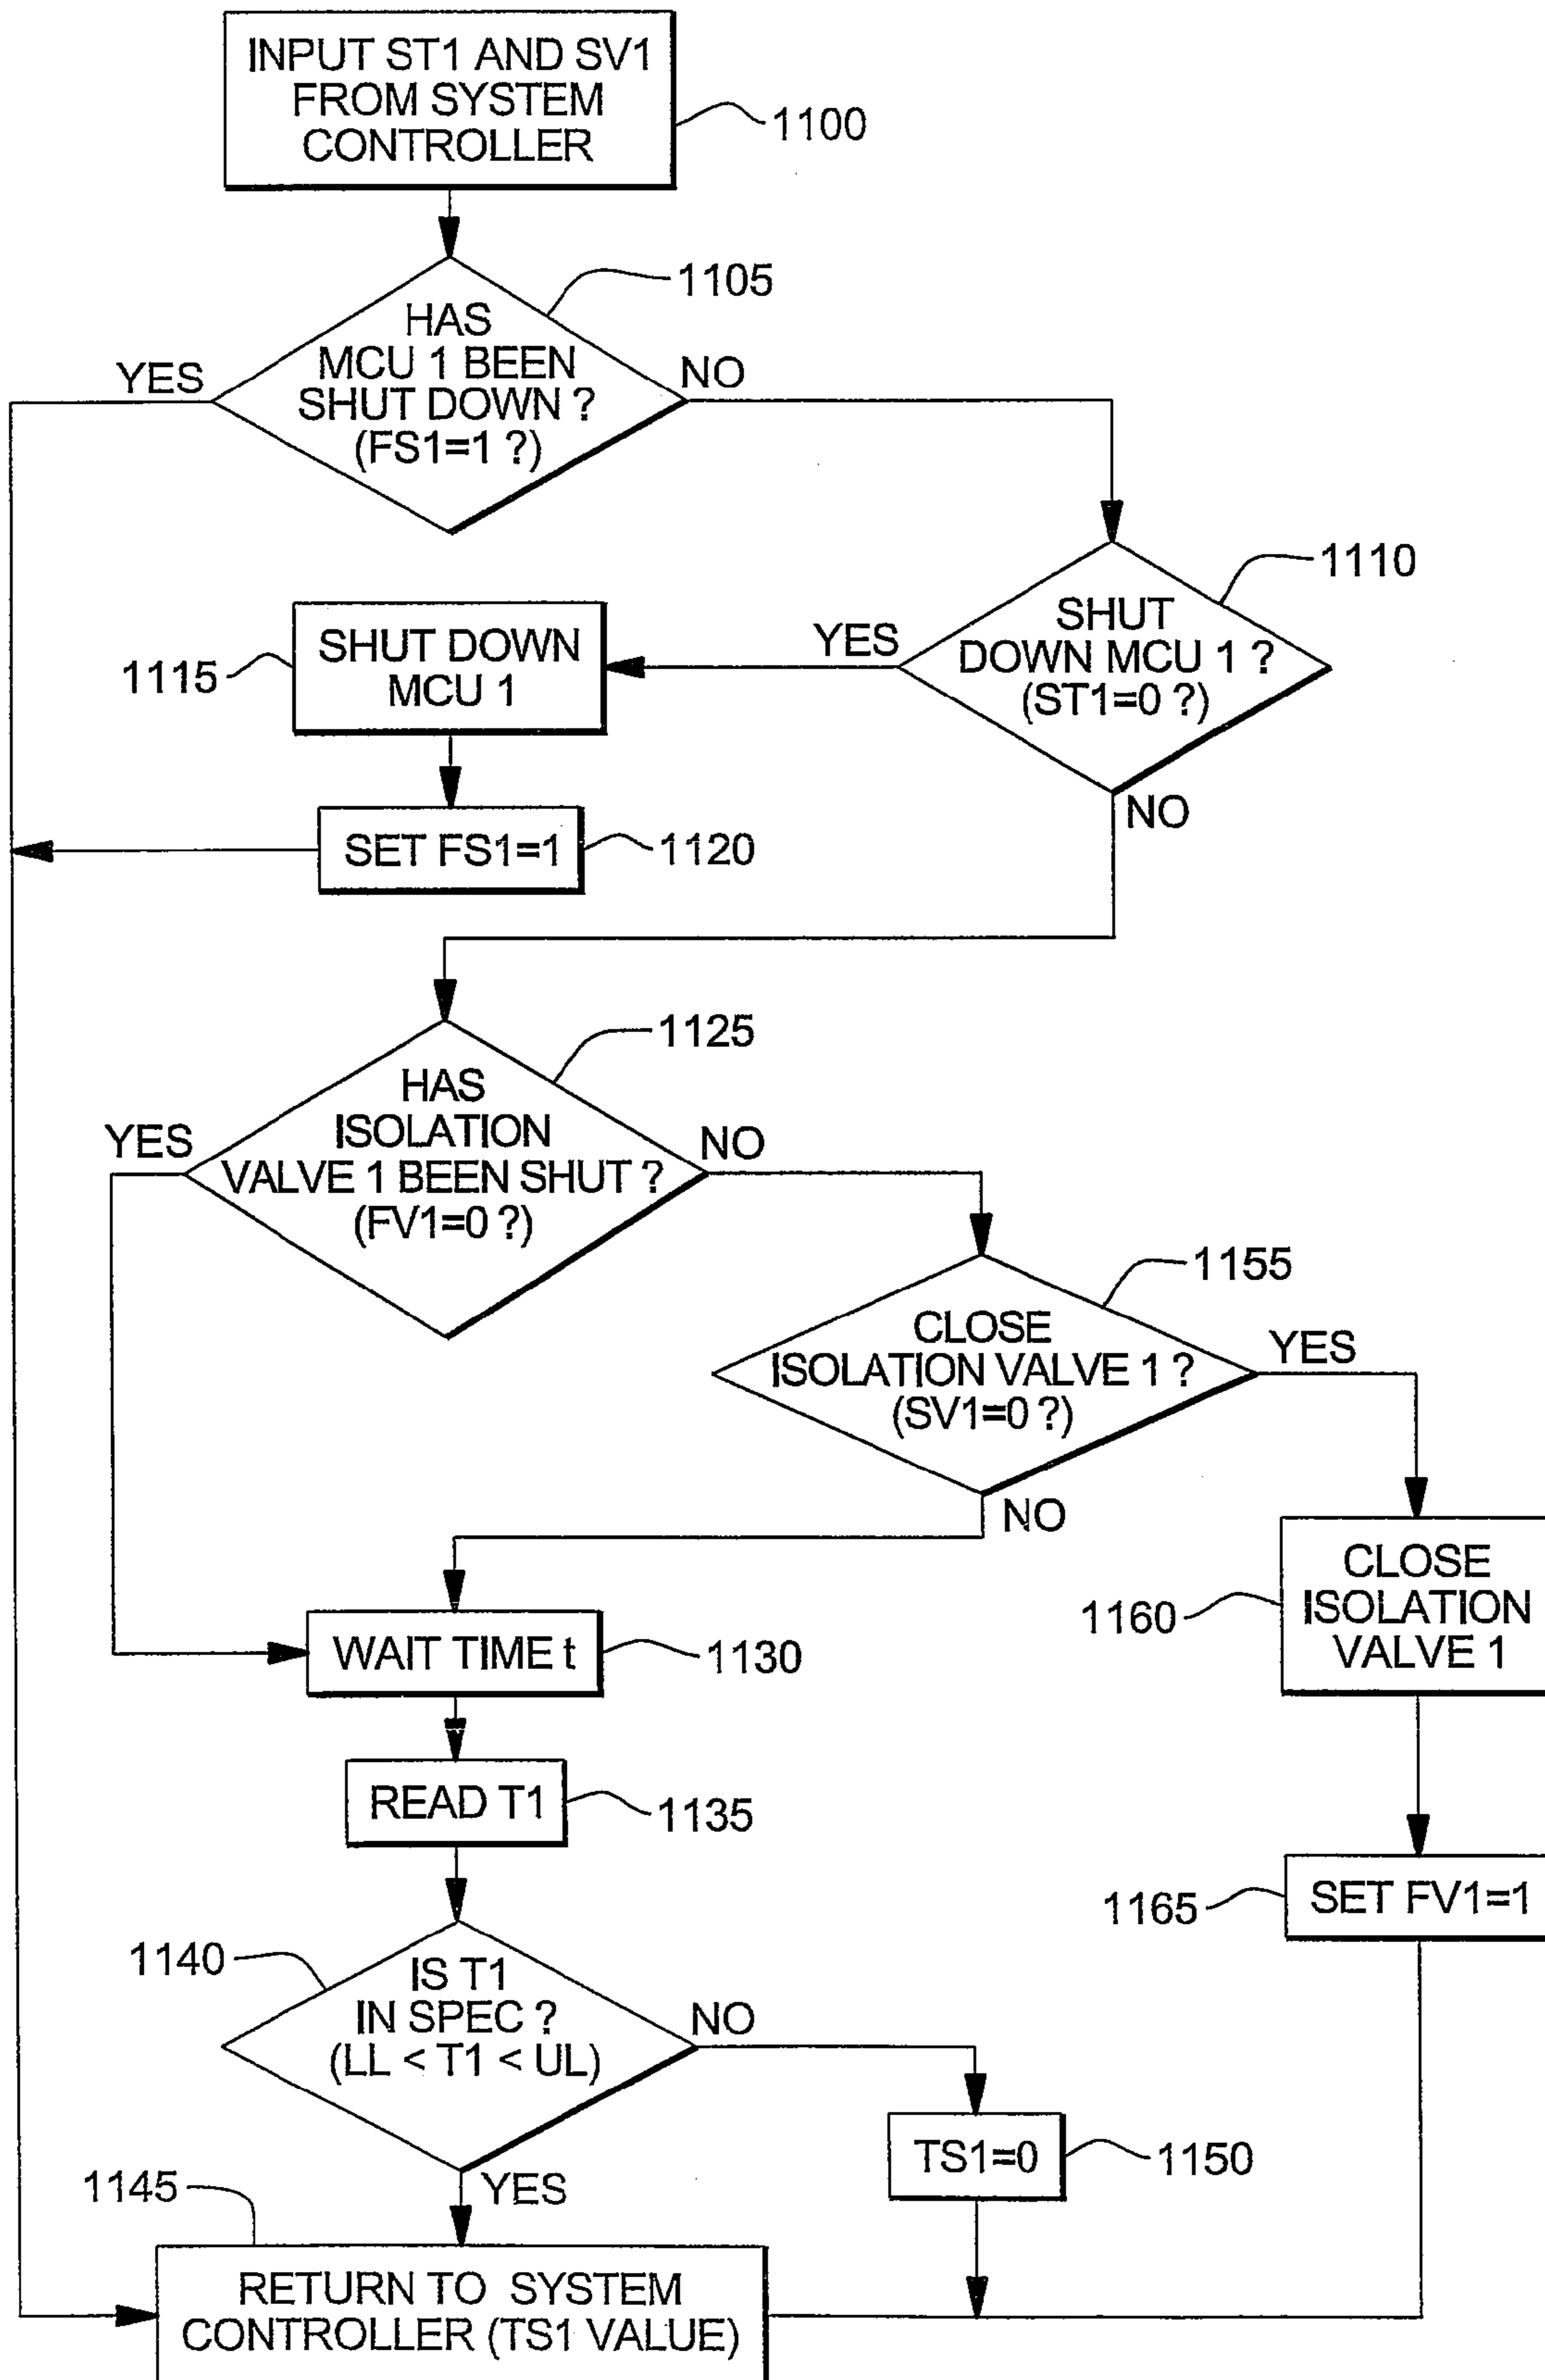 INPUT ST1 AND SV1
FROM SYSTEM
CONTROLLER
1100
1105
HAS
MCU 1 BEEN
SHUT DOWN ?
(FS1=1 ?)
YES
NO
1110
SHUT
DOWN MCU 1 ?
(ST1=0 ?)
YES
NO
1115
SHUT DOWN
MCU 1
SET FS1=1
1120
1125
HAS
ISOLATION
VALVE 1 BEEN SHUT ?
(FV1=0 ?)
YES
NO
1155
CLOSE
ISOLATION VALVE 1 ?
(SV1=0 ?)
YES
NO
1160
CLOSE
ISOLATION
VALVE 1
WAIT TIME t
1130
READ T1
1135
1165
SET FV1=1
1140
IS T1
IN SPEC ?
(LL < T1 < UL)
NO
YES
TS1=0
1150
1145
RETURN TO SYSTEM
CONTROLLER (TS1 VALUE)